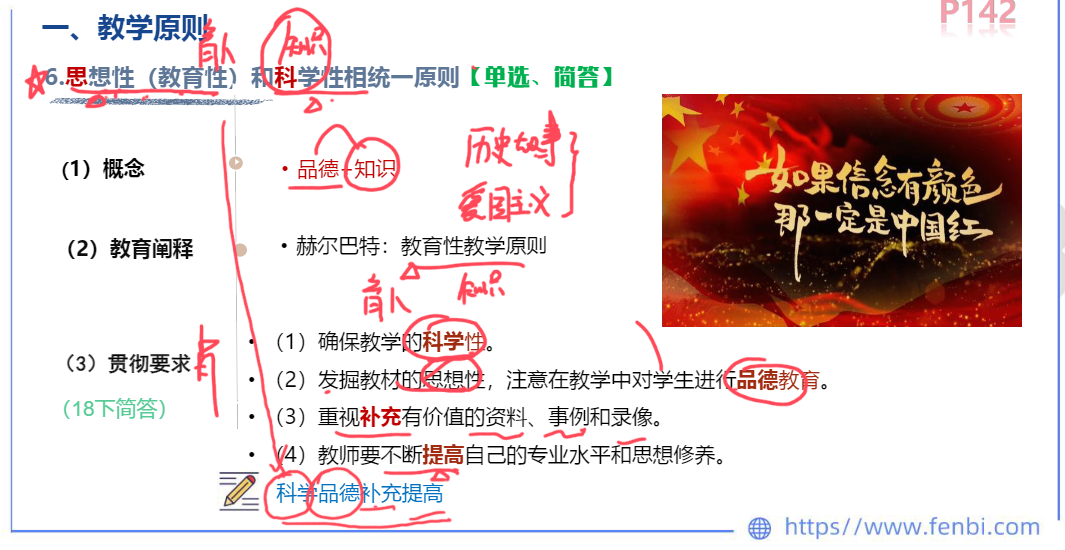 P142
一、教学原则
育人 知识
6.思想性（教育性）和科学性相统一原则【单选、简答】
（1）概念
• 品德+知识
历史故事
爱国主义
如果信念有颜色
那一定是中国红
（2）教育阐释
• 赫尔巴特：教育性教学原则
育人 知识
（3）贯彻要求
（18下简答）
• （1）确保教学的科学性。
• （2）发掘教材的思想性，注意在教学中对学生进行品德教育。
• （3）重视补充有价值的资料、事例和录像。
• （4）教师要不断提高自己的专业水平和思想修养。
科学品德补充提高
https//www.fenbi.com